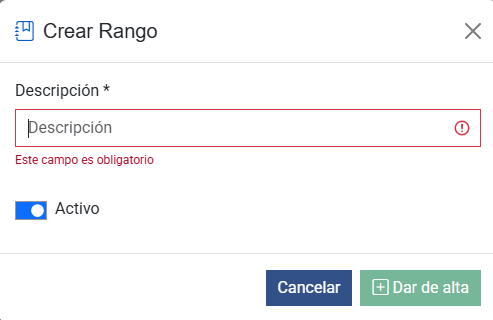 Crear Rango
Descripción *
Descripción
Este campo es obligatorio
Activo
Cancelar
Dar de alta